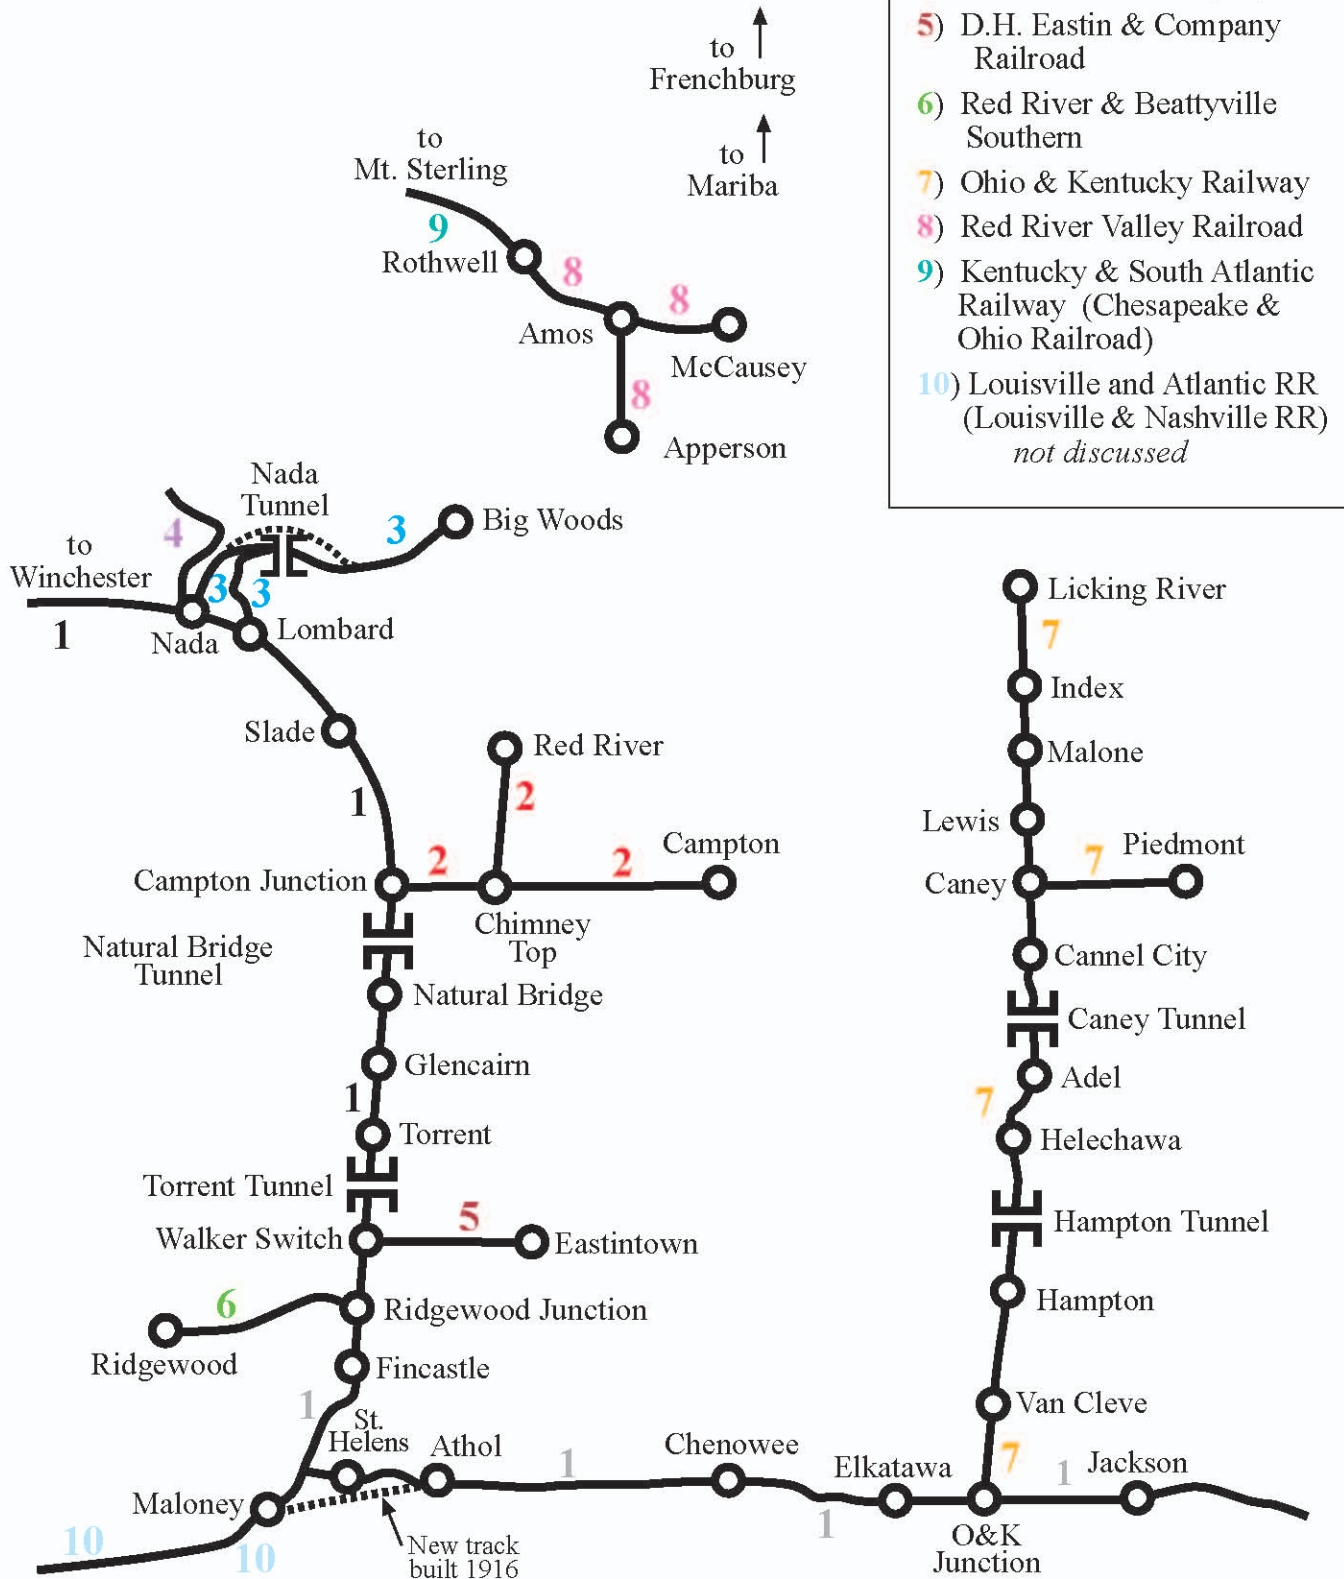 to
Frenchburg
to
Mariba
5) D.H. Eastin & Company
Railroad
6) Red River & Beattyville
Southern
7) Ohio & Kentucky Railway
8) Red River Valley Railroad
9) Kentucky & South Atlantic
Railway (Chesapeake &
Ohio Railroad)
10) Louisville and Atlantic RR
(Louisville & Nashville RR)
not discussed
to
Mt. Sterling
9
Rothwell
8
8
Amos
McCausey
8
Apperson
Nada
Tunnel
4
3
Big Woods
to
Winchester
3
3
1
Nada
Lombard
Slade
Red River
1
2
2
2
Campton
Campton Junction
Chimney
Top
Natural Bridge
Tunnel
Natural Bridge
Glencairn
1
Torrent
Torrent Tunnel
5
Walker Switch
Eastintown
6
Ridgewood Junction
Ridgewood
Fincastle
1
St.
Helens
Athol
1
Chenowee
Elkatawa
Maloney
10
10
New track
built 1916
1
O&K
Junction
1
Jackson
Licking River
7
Index
Malone
Lewis
Piedmont
7
Caney
Cannel City
Caney Tunnel
Adel
7
Helechawa
Hampton Tunnel
Hampton
Van Cleve
7